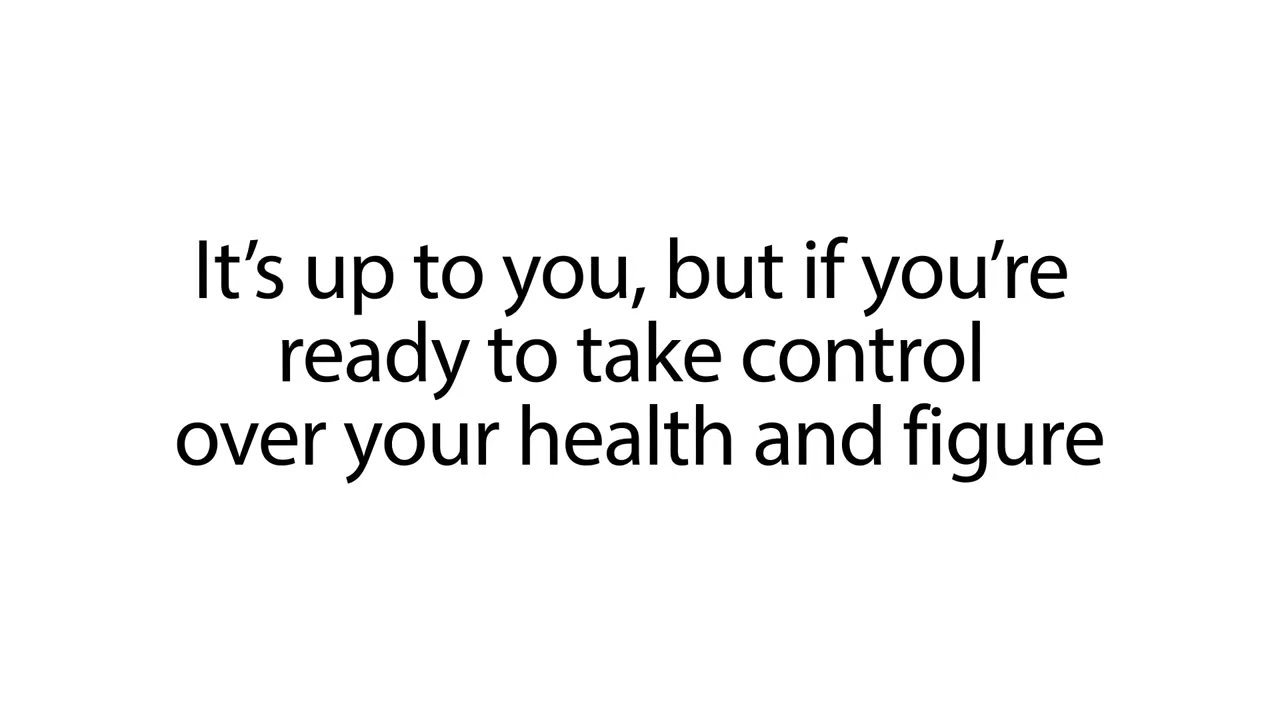 It’s up to you, but if you’re
ready to take control
over your health and figure